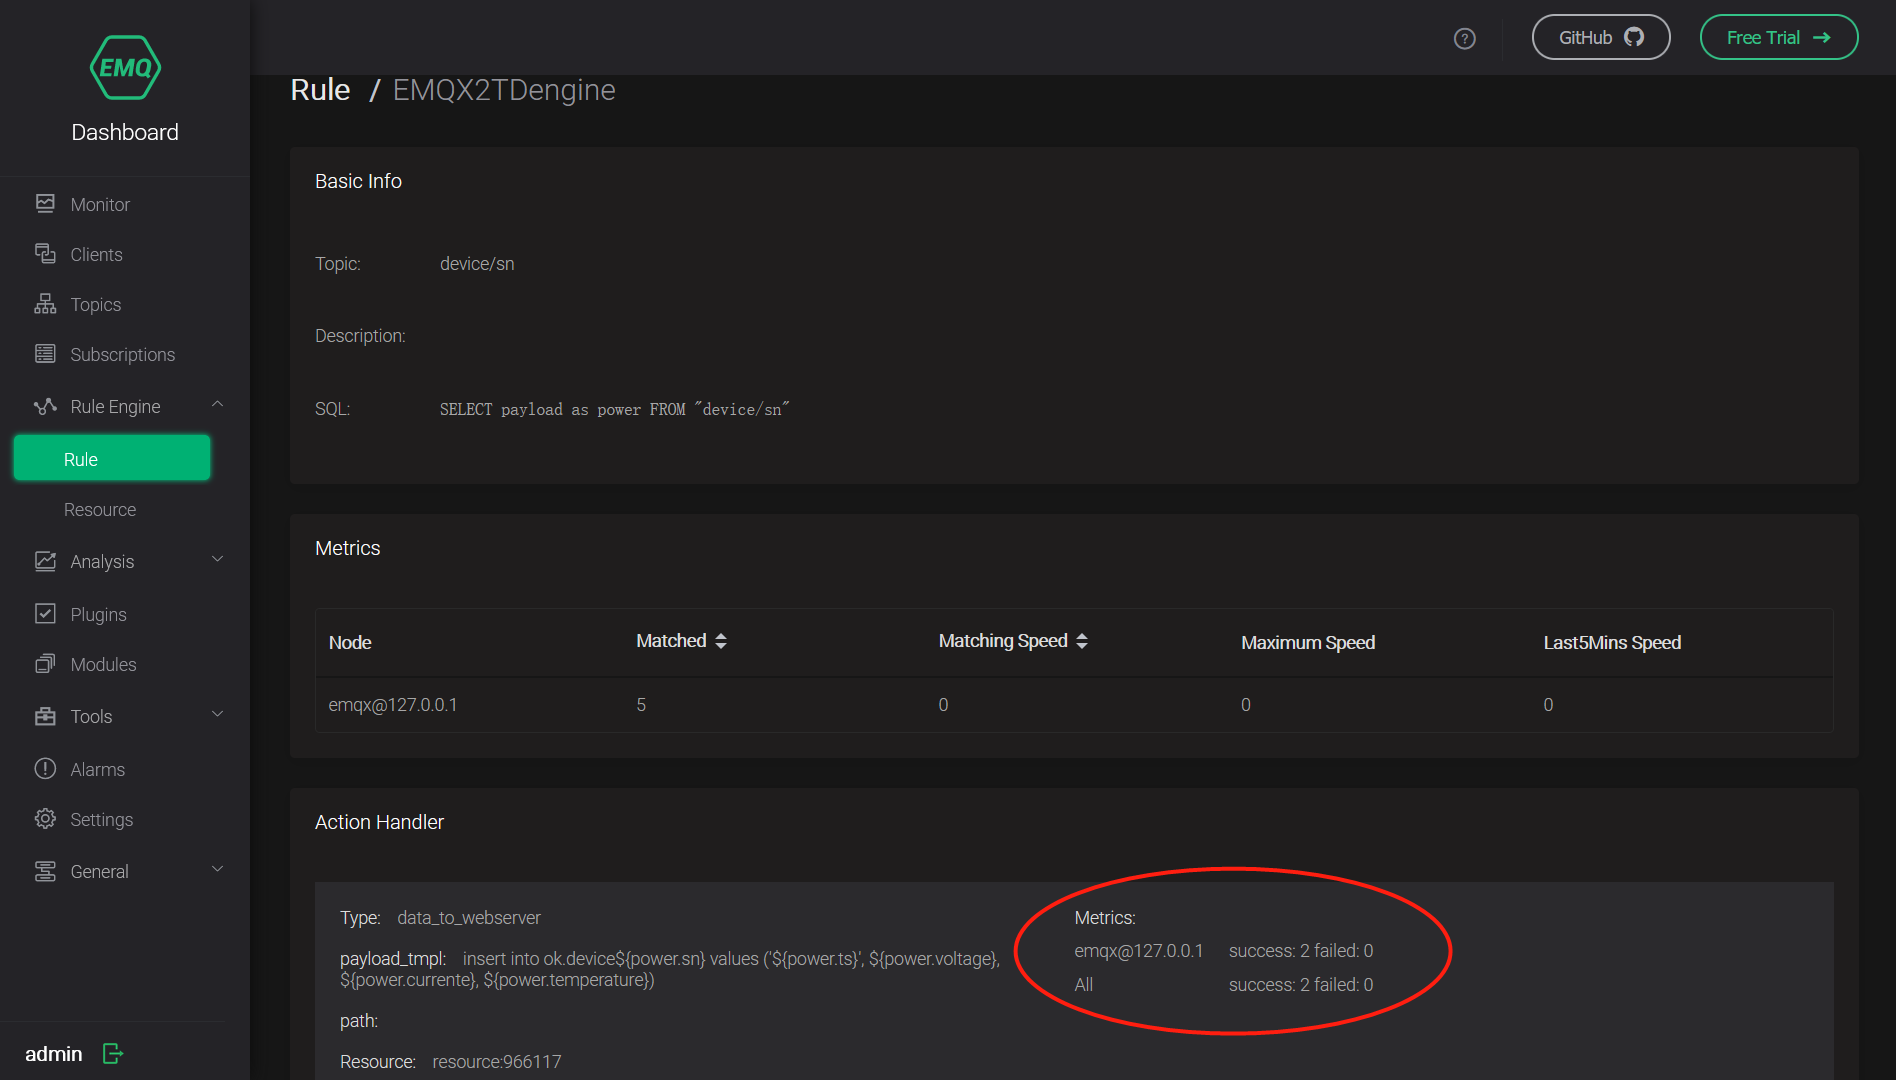 EMQ
Dashboard
Monitor
Clients
Topics
Subscriptions
Rule Engine
Rule
Resource
Analysis
Plugins
Modules
Tools
Alarms
Settings
General
admin
?
GitHub
Free Trial →
Rule / EMQX2TDengine
Basic Info
Topic: device/sn
Description:
SQL: SELECT payload as power FROM "device/sn"
Metrics
Node Matched Matching Speed Maximum Speed Last5Mins Speed
emqx@127.0.0.1 5 0 0 0
Action Handler
Type: data_to_webserver
payload_tmpl: insert into ok.device${power.sn} values ('${power.ts}', ${power.voltage},
${power.currente}, ${power.temperature})
path:
Resource: resource:966117
Metrics:
emqx@127.0.0.1 success: 2 failed: 0
All success: 2 failed: 0